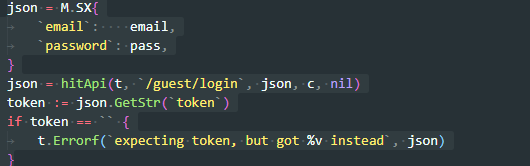 json = M.SX{
`email`: email,
`password`: pass,
}
json = hitApi(t, `/guest/login`, json, c, nil)
token := json.GetStr(`token`)
if token == `` {
t.Errorf(`expecting token, but got %v instead`, json)
}